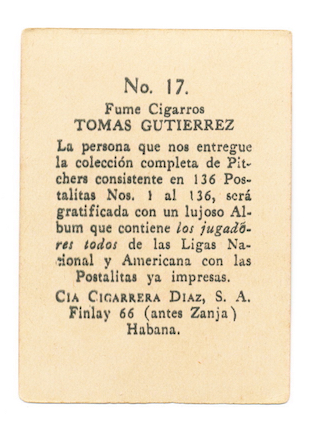 No. 17.
Fume Cigarros
TOMAS GUTIERREZ
La persona que nos entregue
la colección completa de Pit-
chers consistente en 136 Pos-
talitas Nos. 1 al 136, será
gratificada con un lujoso Al-
bum que contiene los jugadó-
res todos de las Ligas Na-
cional y Americana con las
Postalitas ya impresas.
CIA CIGARRERA DIAZ, S. A.
Finlay 66 (antes Zanja)
Habana.